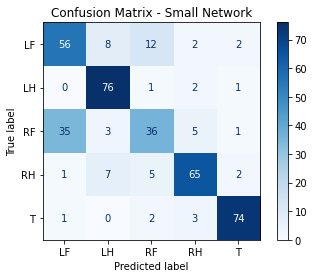 Confusion Matrix - Small Network
LF 56 8 12 2 2
LH 0 76 1 2 1
RF 35 3 36 5 1
RH 1 7 5 65 2
T 1 0 2 3 74
LF LH RF RH T
Predicted label
True label
70
60
50
40
30
20
10
0